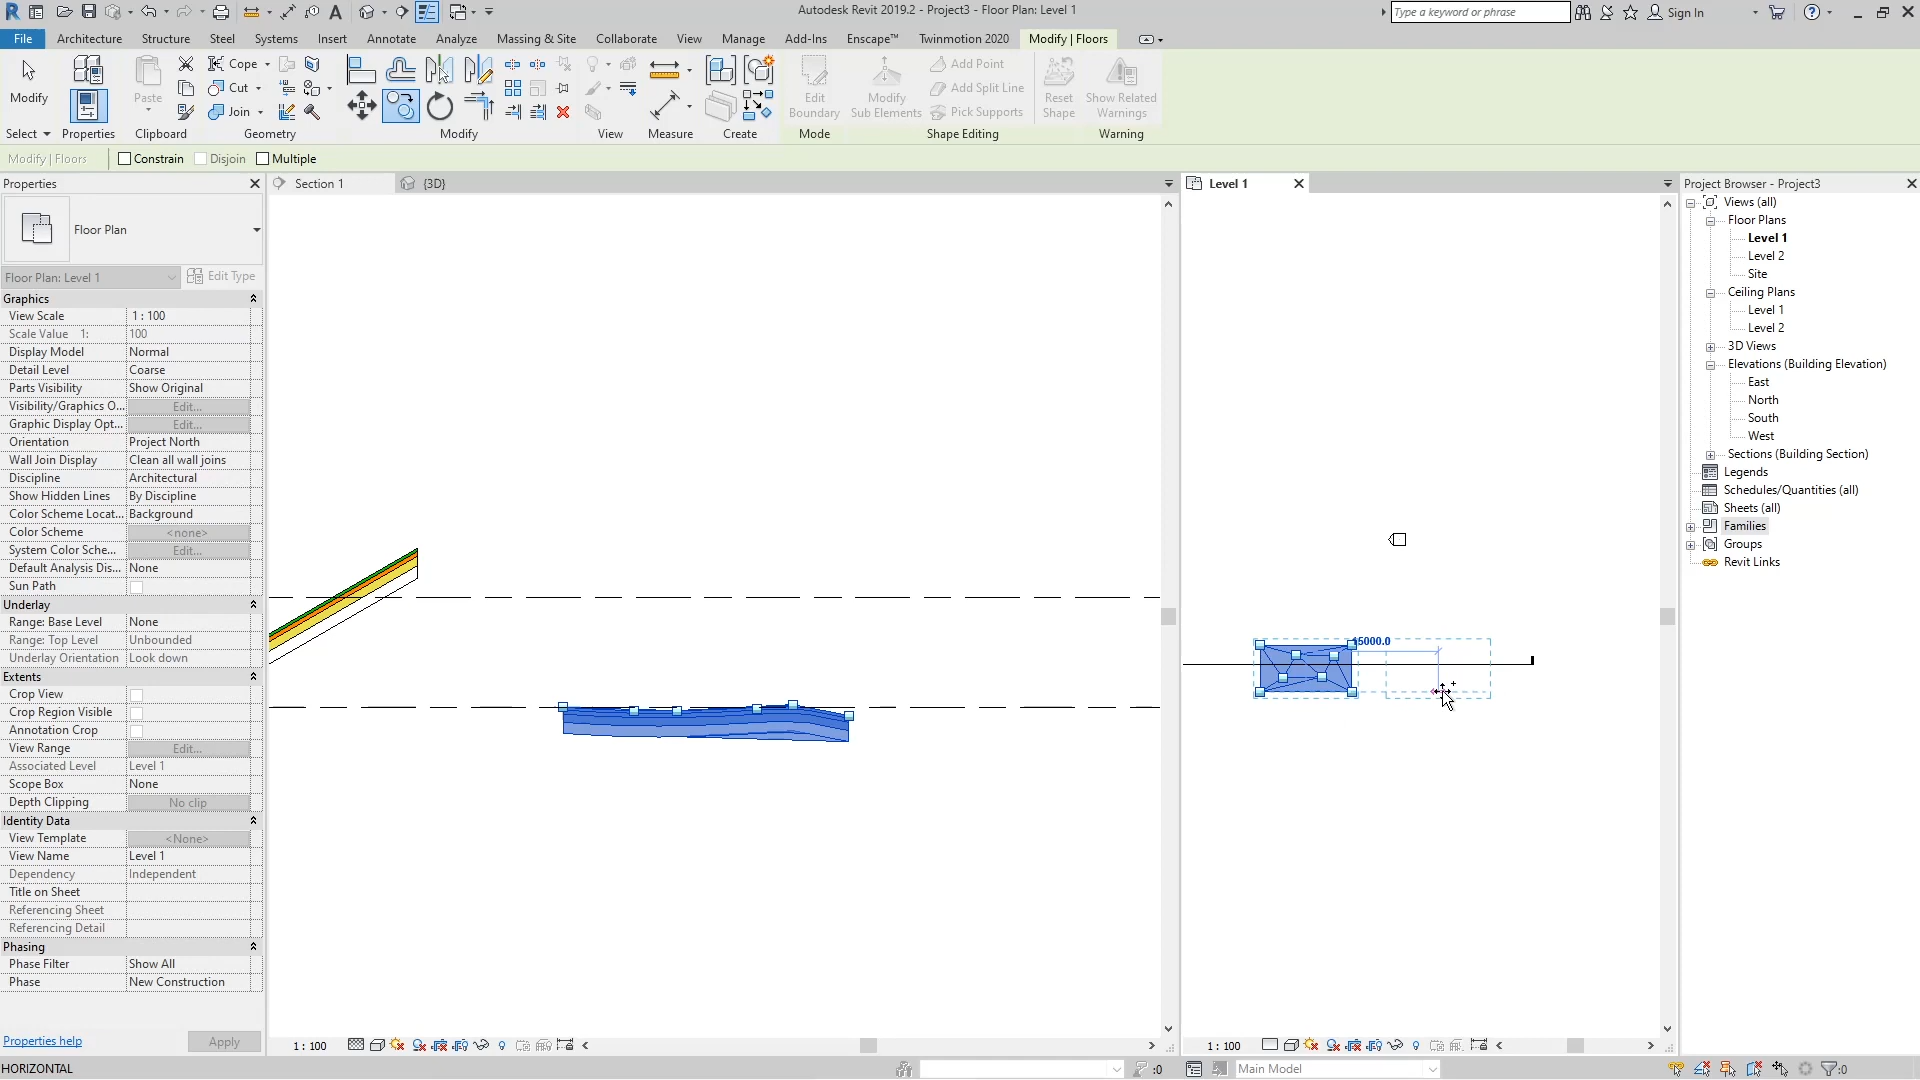 Autodesk Revit 2019.2 - Project3 - Floor Plan: Level 1
Type a keyword or phrase
Sign In
File Architecture Structure Steel Systems Insert Annotate Analyze Massing & Site Collaborate View Manage Add-Ins Enscape™ Twinmotion 2020 Modify | Floors
Modify
Paste
Cope
Cut
Join
Edit
Boundary
Modify
Sub Elements
Add Point
Add Split Line
Pick Supports
Reset
Shape
Show Related
Warnings
Select Properties Clipboard Geometry Modify View Measure Create Mode Shape Editing Warning
Modify | Floors Constrain Disjoin Multiple
Properties
Floor Plan
Floor Plan: Level 1 Edit Type
Graphics
View Scale 1 : 100
Scale Value 1: 100
Display Model Normal
Detail Level Coarse
Parts Visibility Show Original
Visibility/Graphics O... Edit...
Graphic Display Opt... Edit...
Orientation Project North
Wall Join Display Clean all wall joins
Discipline Architectural
Show Hidden Lines By Discipline
Color Scheme Locat... Background
Color Scheme <none>
System Color Sche... Edit...
Default Analysis Dis... None
Sun Path
Underlay
Range: Base Level None
Range: Top Level Unbounded
Underlay Orientation Look down
Extents
Crop View
Crop Region Visible
Annotation Crop
View Range Edit...
Associated Level Level 1
Scope Box None
Depth Clipping No clip
Identity Data
View Template <None>
View Name Level 1
Dependency Independent
Title on Sheet
Referencing Sheet
Referencing Detail
Phasing
Phase Filter Show All
Phase New Construction
Properties help Apply
Section 1
{3D}
1 : 100
Level 1
1 : 100
Project Browser - Project3
Views (all)
Floor Plans
Level 1
Level 2
Site
Ceiling Plans
Level 1
Level 2
3D Views
Elevations (Building Elevation)
East
North
South
West
Sections (Building Section)
Legends
Schedules/Quantities (all)
Sheets (all)
Families
Groups
Revit Links
HORIZONTAL
:0
Main Model
:0